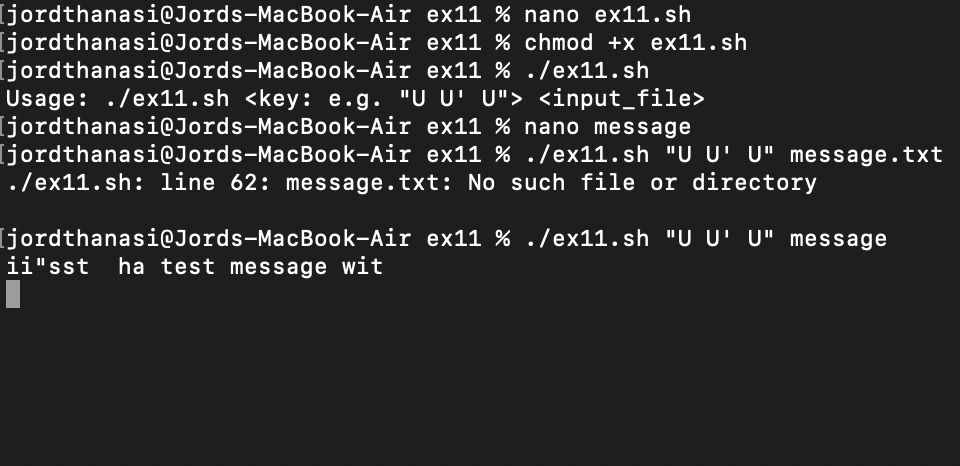 [jordthanasi@Jords-MacBook-Air ex11 % nano ex11.sh
[jordthanasi@Jords-MacBook-Air ex11 % chmod +x ex11.sh
[jordthanasi@Jords-MacBook-Air ex11 % ./ex11.sh
Usage: ./ex11.sh <key: e.g. "U U' U"> <input_file>
[jordthanasi@Jords-MacBook-Air ex11 % nano message
[jordthanasi@Jords-MacBook-Air ex11 % ./ex11.sh "U U' U" message.txt
./ex11.sh: line 62: message.txt: No such file or directory
[jordthanasi@Jords-MacBook-Air ex11 % ./ex11.sh "U U' U" message
ii"sst  ha test message wit